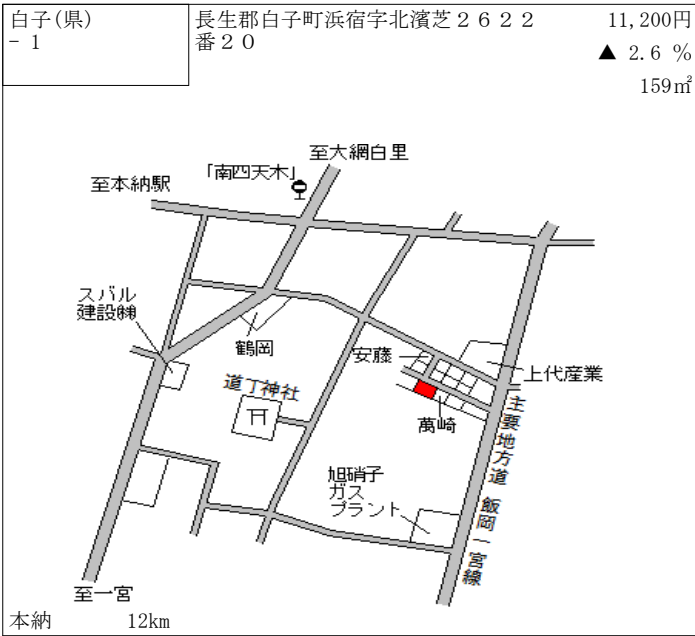 白子(県)
－１
長生郡白子町浜宿字北濱芝２６２２
番２０
11,200円
▲ 2.6 %
159㎡
至大網白里
「南四天木」
至本納駅
スバル
建設㈱
鶴岡
安藤
上代産業
道丁神社
萬崎
主要地方道 飯岡一宮線
旭硝子
ガス
プラント
至一宮
本納 12km